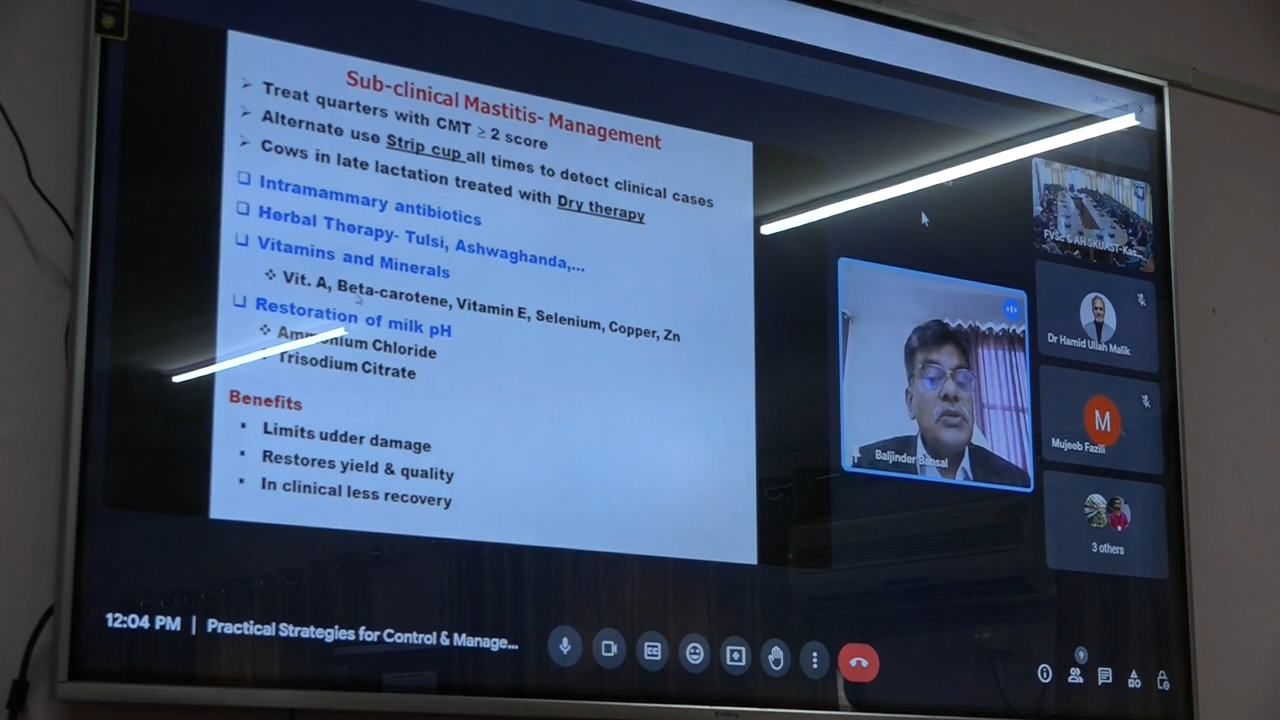 Sub-clinical Mastitis- Management
➢ Treat quarters with CMT ≥ 2 score
➢ Alternate use Strip cup all times to detect clinical cases
➢ Cows in late lactation treated with Dry therapy
❑ Intramammary antibiotics
❑ Herbal Therapy- Tulsi, Ashwaghanda,...
❑ Vitamins and Minerals
❖ Vit. A, Beta-carotene, Vitamin E, Selenium, Copper, Zn
❑ Restoration of milk pH
❖ Ammonium Chloride
❖ Trisodium Citrate
Benefits
▪ Limits udder damage
▪ Restores yield & quality
▪ In clinical less recovery
FVSc & AH SKUAST-Kas...
Dr Hamid Ullah Malik
M
Mujeeb Fazili
Baljinder Bansal
3 others
12:04 PM | Practical Strategies for Control & Manage...
CC
9